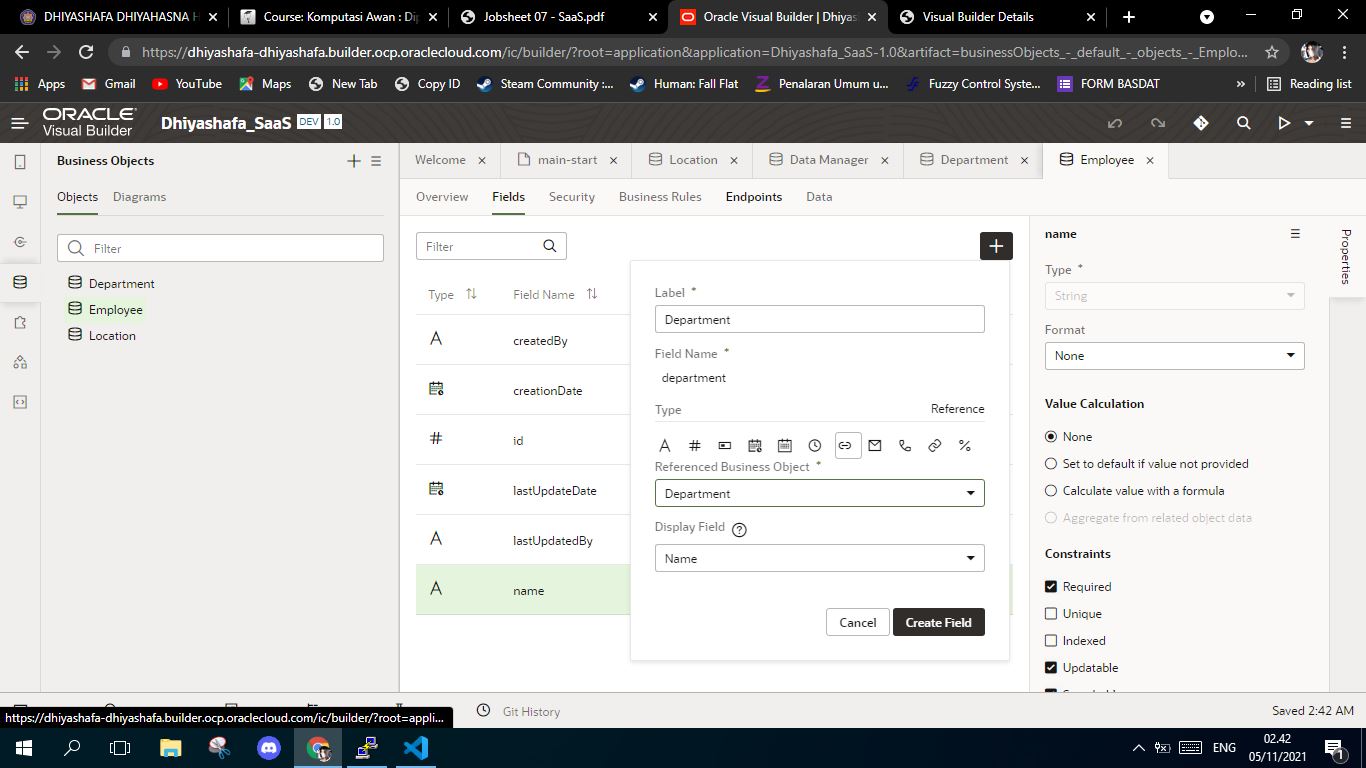 DHIYASHAFA DHIYAHASNA H
Course: Komputasi Awan : Dip
Jobsheet 07 - SaaS.pdf
Oracle Visual Builder | Dhiyash
Visual Builder Details
https://dhiyashafa-dhiyashafa.builder.ocp.oraclecloud.com/ic/builder/?root=application&application=Dhiyashafa_SaaS-1.0&artifact=businessObjects_-_default_-_objects_-_Emplo...
Apps
Gmail
YouTube
Maps
New Tab
Copy ID
Steam Community :...
Human: Fall Flat
Penalaran Umum u...
Fuzzy Control Syste...
FORM BASDAT
»
Reading list
ORACLE
Visual Builder
Dhiyashafa_SaaS
DEV
1.0
Business Objects
Objects
Diagrams
Filter
Department
Employee
Location
Welcome
main-start
Location
Data Manager
Department
Employee
Overview
Fields
Security
Business Rules
Endpoints
Data
Filter
Type
Field Name
A
createdBy
creationDate
#
id
lastUpdateDate
A
lastUpdatedBy
A
name
Label *
Department
Field Name *
department
Type
Reference
A
#
%
Referenced Business Object *
Department
Display Field
Name
Cancel
Create Field
name
Type *
String
Format
None
Value Calculation
None
Set to default if value not provided
Calculate value with a formula
Aggregate from related object data
Constraints
Required
Unique
Indexed
Updatable
Properties
https://dhiyashafa-dhiyashafa.builder.ocp.oraclecloud.com/ic/builder/?root=appli...
Git History
Saved 2:42 AM
ENG
02.42
05/11/2021
1